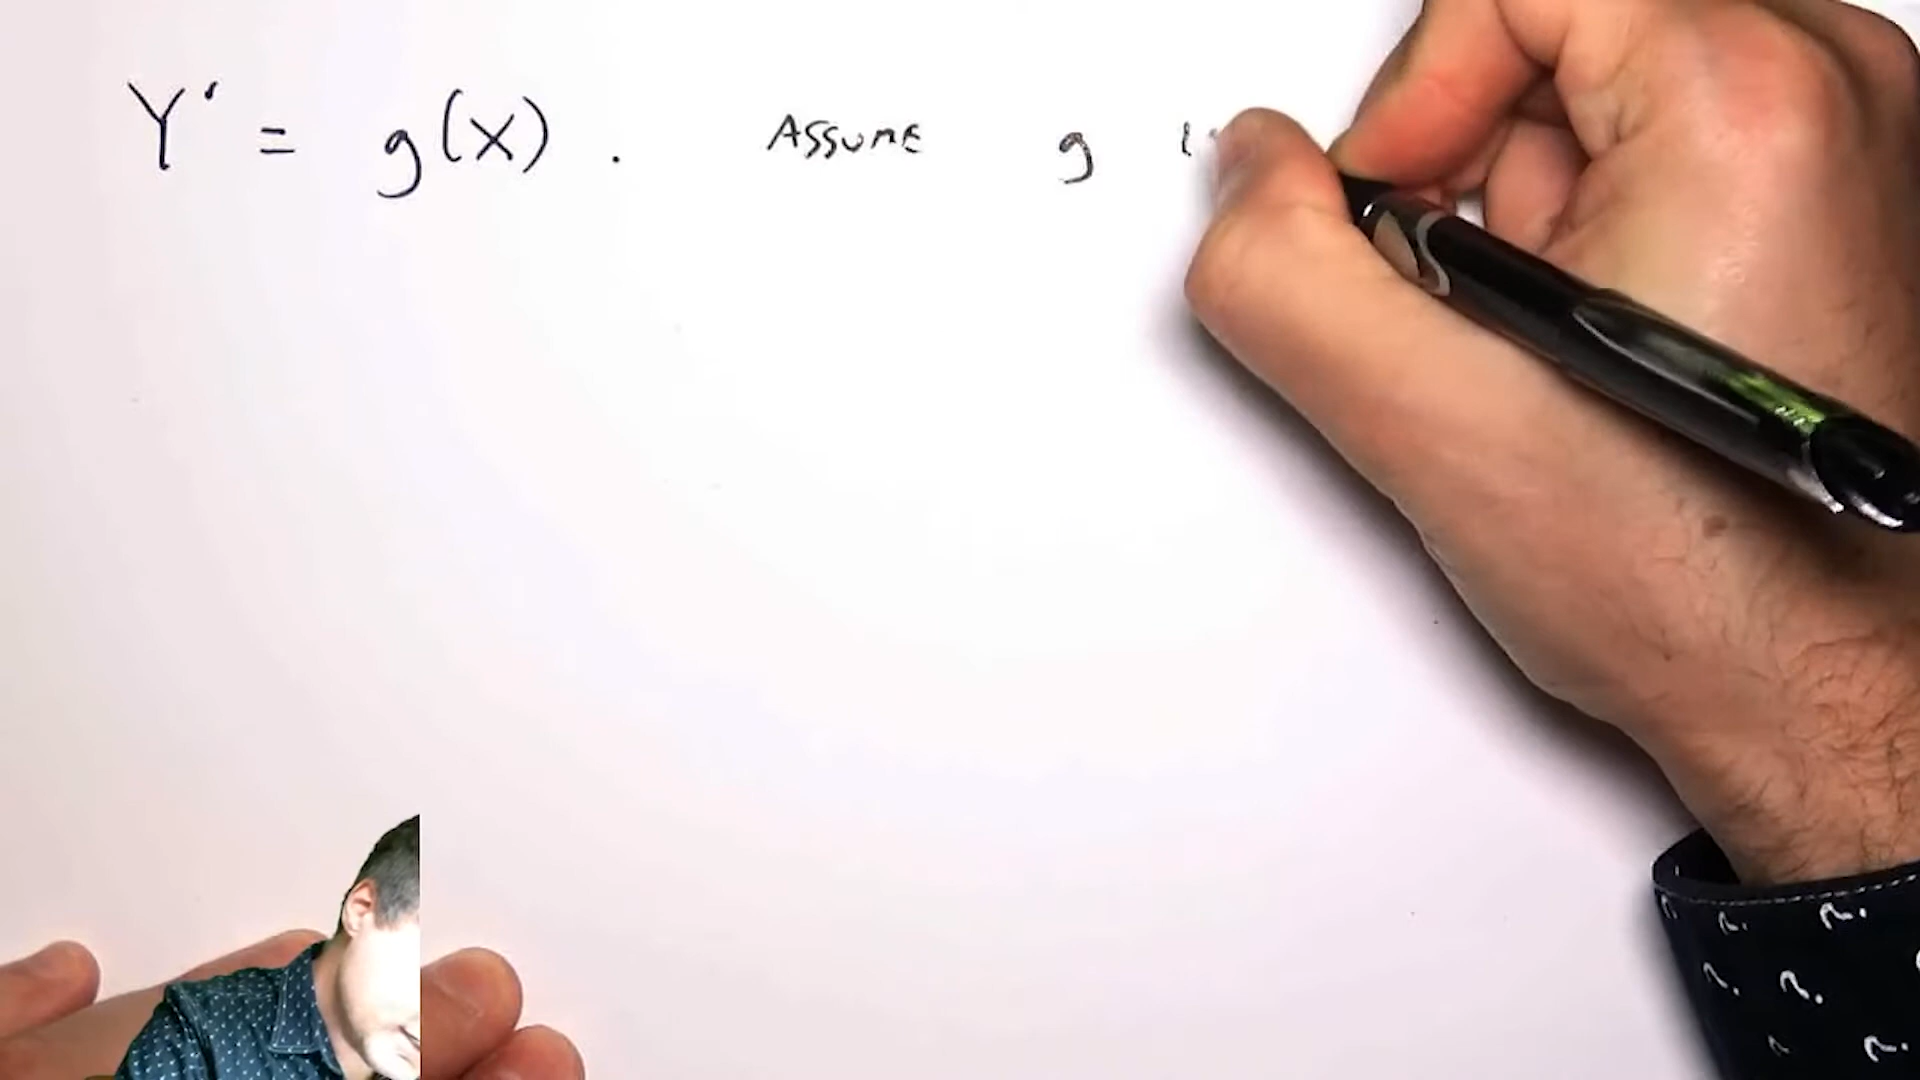 Y' = g(x). ASSUME g